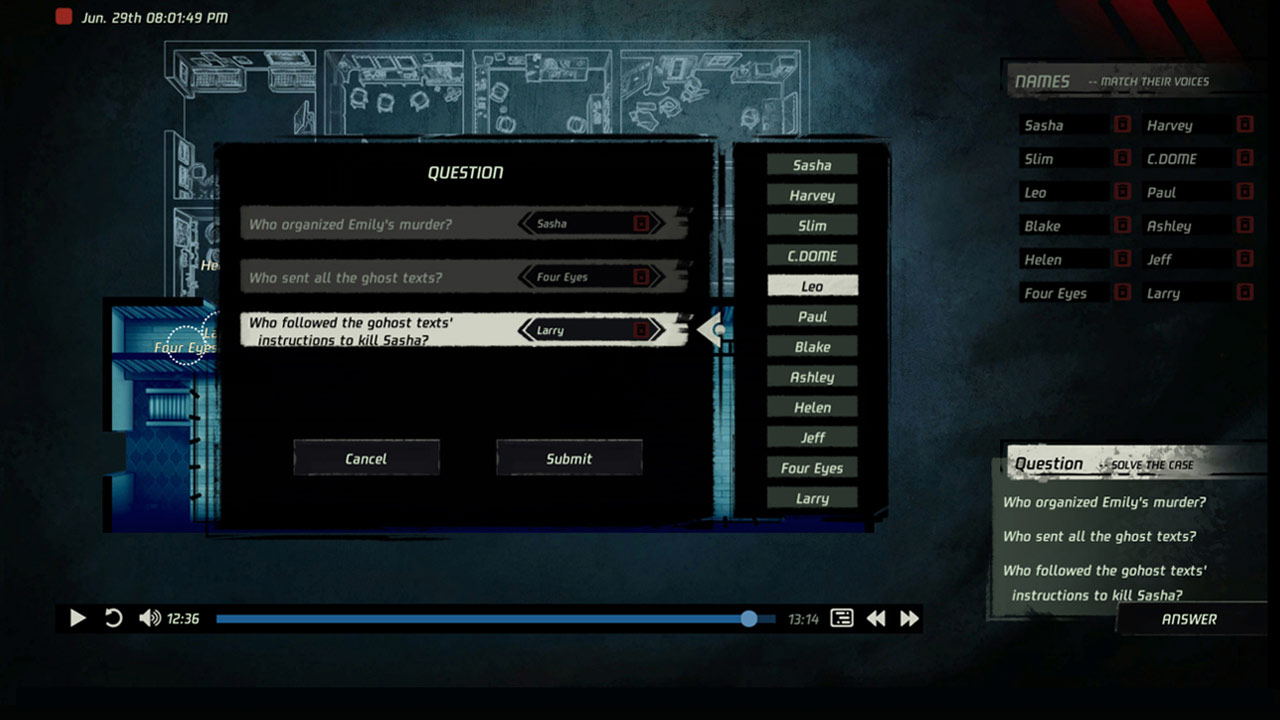 Jun. 29th 08:01:49 PM
NAMES -- MATCH THEIR VOICES
Sasha Harvey
Slim C.DOME
Leo Paul
Blake Ashley
Helen Jeff
Four Eyes Larry
QUESTION
Who organized Emily's murder? Sasha
Who sent all the ghost texts? Four Eyes
Who followed the gohost texts'
instructions to kill Sasha? Larry
Cancel Submit
Sasha
Harvey
Slim
C.DOME
Leo
Paul
Blake
Ashley
Helen
Jeff
Four Eyes
Larry
He
La
Four Eyes
Question -- SOLVE THE CASE
Who organized Emily's murder?
Who sent all the ghost texts?
Who followed the gohost texts'
instructions to kill Sasha?
ANSWER
12:36 13:14